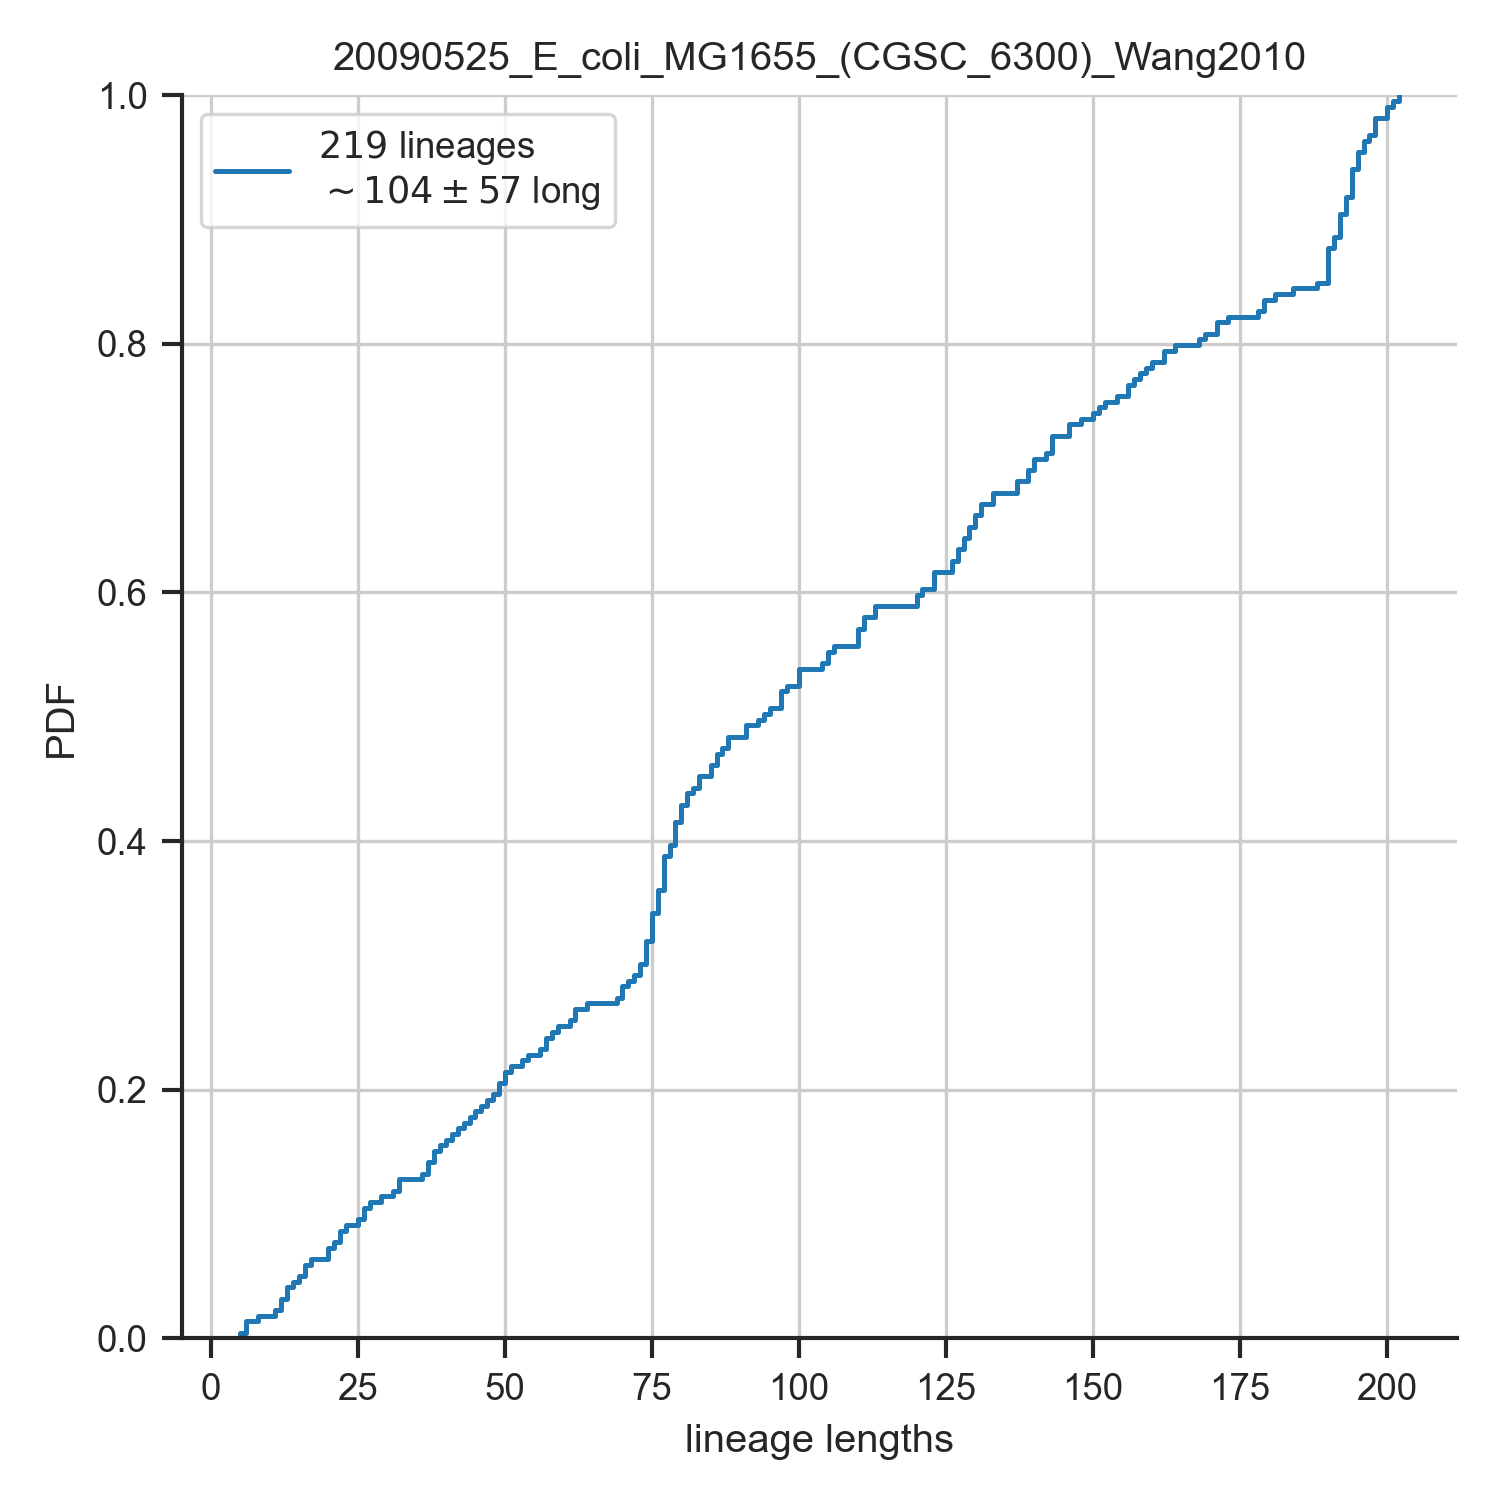 20090525_E_coli_MG1655_(CGSC_6300)_Wang2010
1.0
0.8
0.6
0.4
0.2
0.0
219 lineages
~104 ± 57 long
PDF
0 25 50 75 100 125 150 175 200
lineage lengths